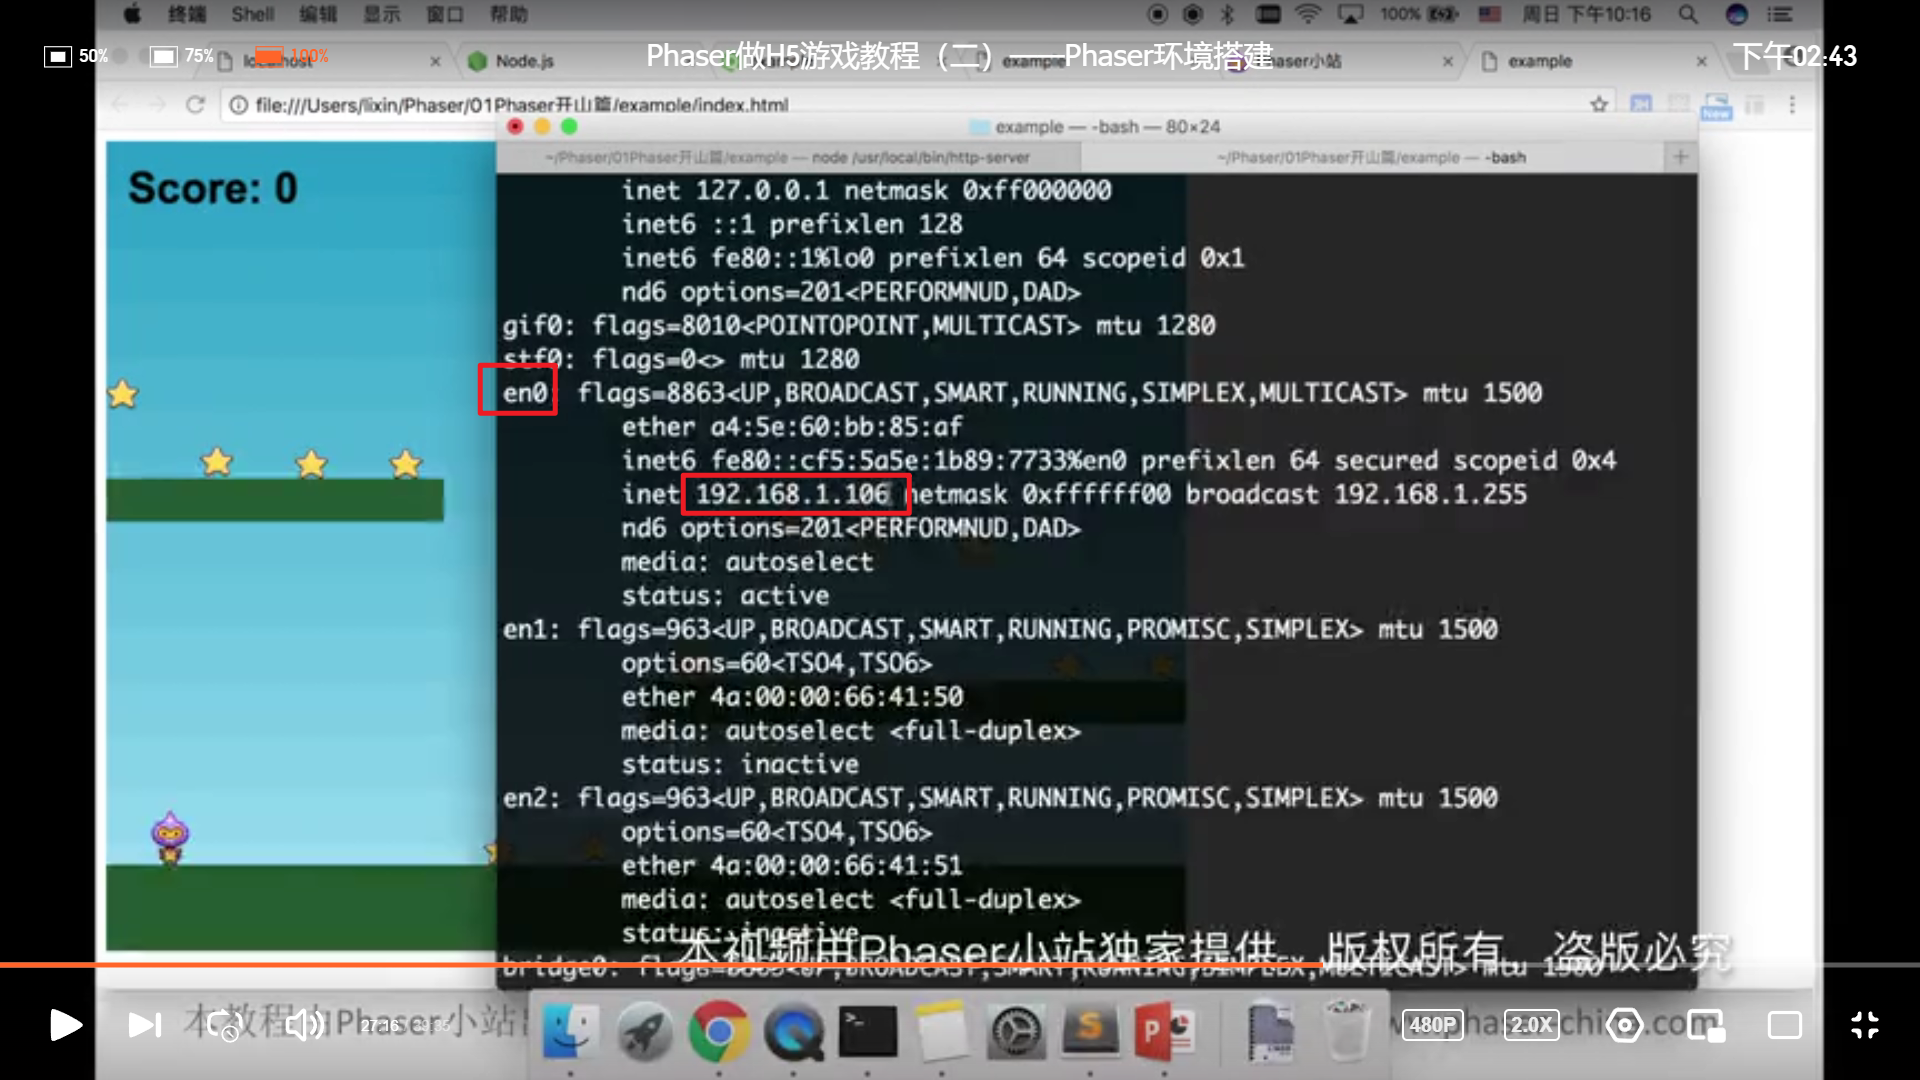 终端 Shell 编辑 显示 窗口 帮助 100% 周日 下午10:16
50% 75% 100% Phaser做H5游戏教程（二）——Phaser环境搭建 下午02:43
localhost Node.js example Phaser小站 example
file:///Users/lixin/Phaser/01Phaser开山篇/example/index.html
New
example — -bash — 80×24
~/Phaser/01Phaser开山篇/example — node /usr/local/bin/http-server
~/Phaser/01Phaser开山篇/example — -bash
Score: 0
inet 127.0.0.1 netmask 0xff000000
inet6 ::1 prefixlen 128
inet6 fe80::1%lo0 prefixlen 64 scopeid 0x1
nd6 options=201<PERFORMNUD,DAD>
gif0: flags=8010<POINTOPOINT,MULTICAST> mtu 1280
stf0: flags=0<> mtu 1280
en0: flags=8863<UP,BROADCAST,SMART,RUNNING,SIMPLEX,MULTICAST> mtu 1500
ether a4:5e:60:bb:85:af
inet6 fe80::cf5:5a5e:1b89:7733%en0 prefixlen 64 secured scopeid 0x4
inet 192.168.1.106 netmask 0xffffff00 broadcast 192.168.1.255
nd6 options=201<PERFORMNUD,DAD>
media: autoselect
status: active
en1: flags=963<UP,BROADCAST,SMART,RUNNING,PROMISC,SIMPLEX> mtu 1500
options=60<TSO4,TSO6>
ether 4a:00:00:66:41:50
media: autoselect <full-duplex>
status: inactive
en2: flags=963<UP,BROADCAST,SMART,RUNNING,PROMISC,SIMPLEX> mtu 1500
options=60<TSO4,TSO6>
ether 4a:00:00:66:41:51
media: autoselect <full-duplex>
status: inactive
本视频由Phaser小站独家提供，版权所有，盗版必究
bridge0: flags=8863<UP,BROADCAST,SMART,RUNNING,SIMPLEX,MULTICAST> mtu 1500
本教程由Phaser小站
27:16
480P 2.0X